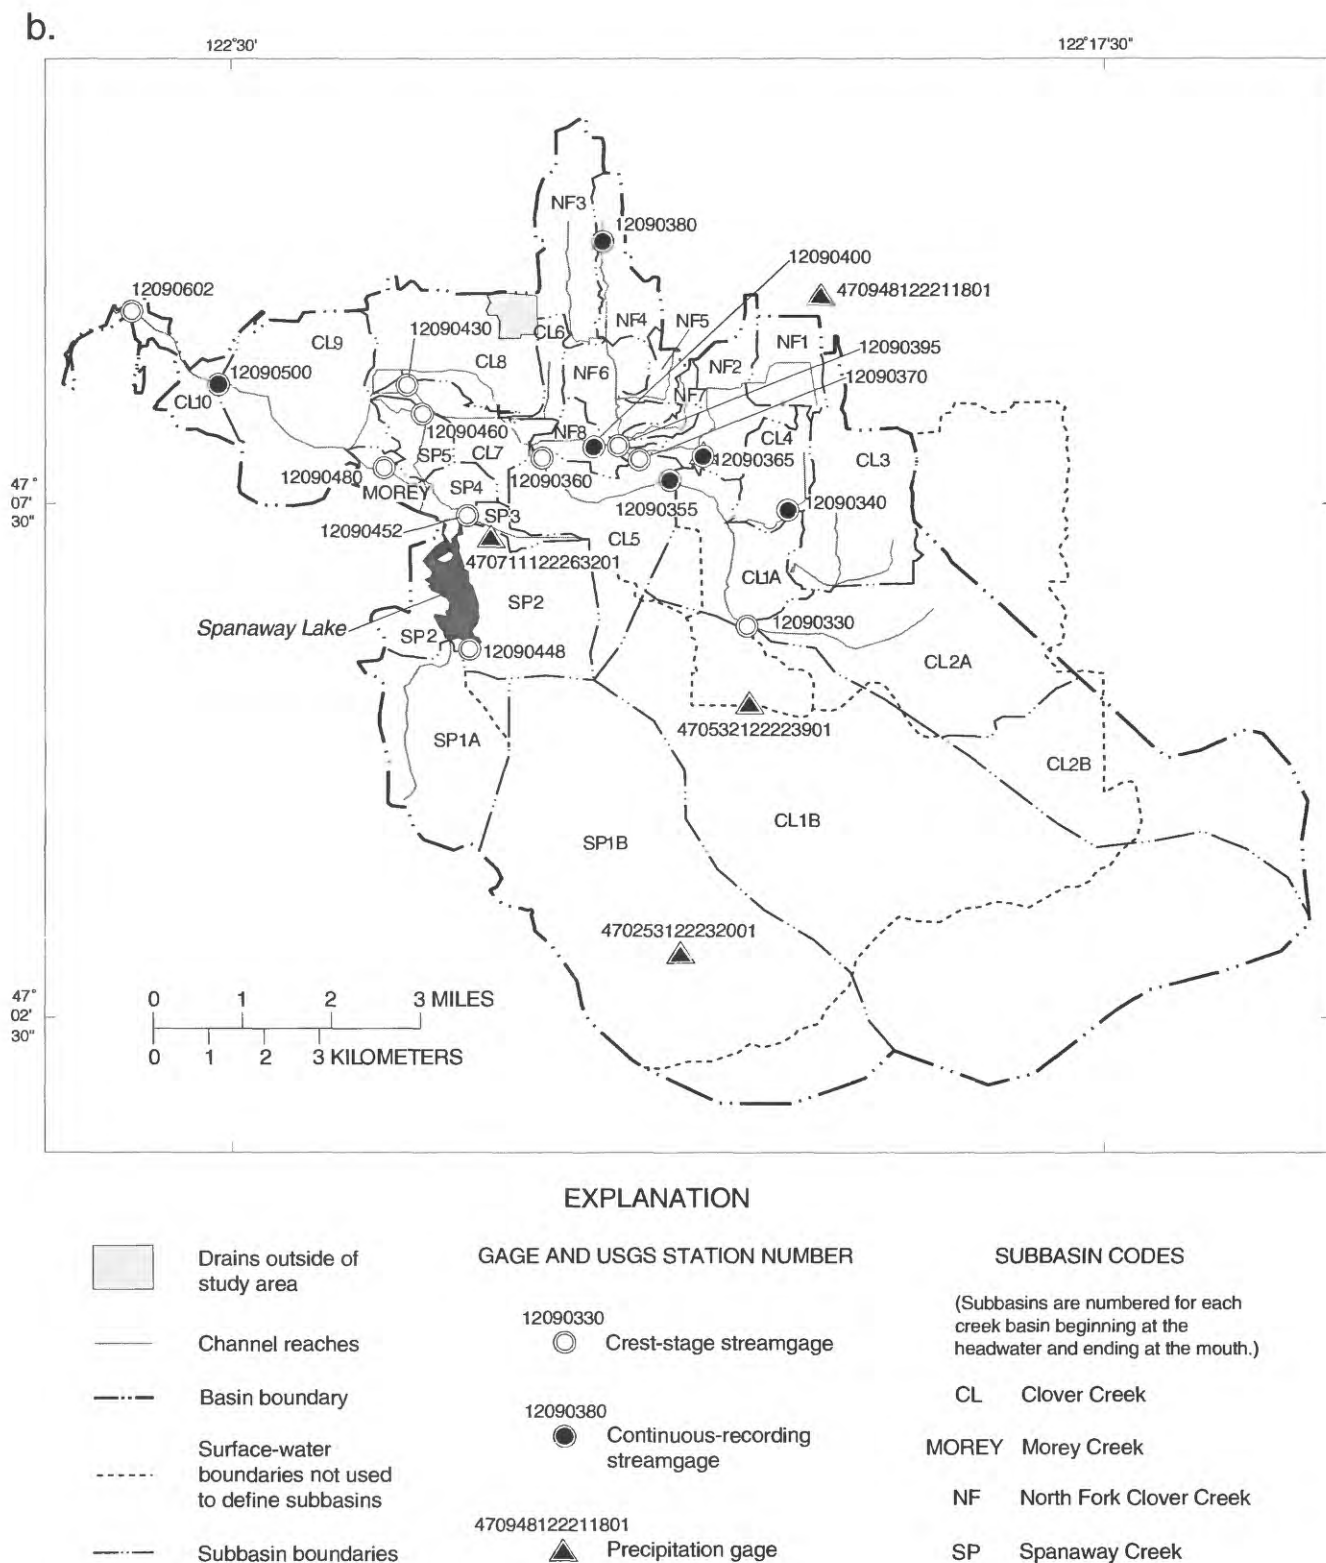 b.
122°30'
122°17'30"
NF3
12090380
12090400
470948122211801
12090602
12090430
NF4
NF5
CL6
NF1
12090395
CL9
CL8
NF2
12090370
12090500
NF6
NF7
CL10
12090460
NF8
CL4
SP5
CL7
12090365
CL3
12090480
12090360
47°
07'
30"
MOREY
SP4
12090355
12090340
12090452
SP3
CL5
470711122263201
CL1A
SP2
Spanaway Lake
SP2
12090330
12090448
CL2A
SP1A
470532122223901
CL2B
CL1B
SP1B
470253122232001
47°
02'
30"
0 1 2 3 MILES
0 1 2 3 KILOMETERS
EXPLANATION
Drains outside of
study area
Channel reaches
Basin boundary
Surface-water
boundaries not used
to define subbasins
Subbasin boundaries
GAGE AND USGS STATION NUMBER
12090330
Crest-stage streamgage
12090380
Continuous-recording
streamgage
470948122211801
Precipitation gage
SUBBASIN CODES
(Subbasins are numbered for each
creek basin beginning at the
headwater and ending at the mouth.)
CL Clover Creek
MOREY Morey Creek
NF North Fork Clover Creek
SP Spanaway Creek